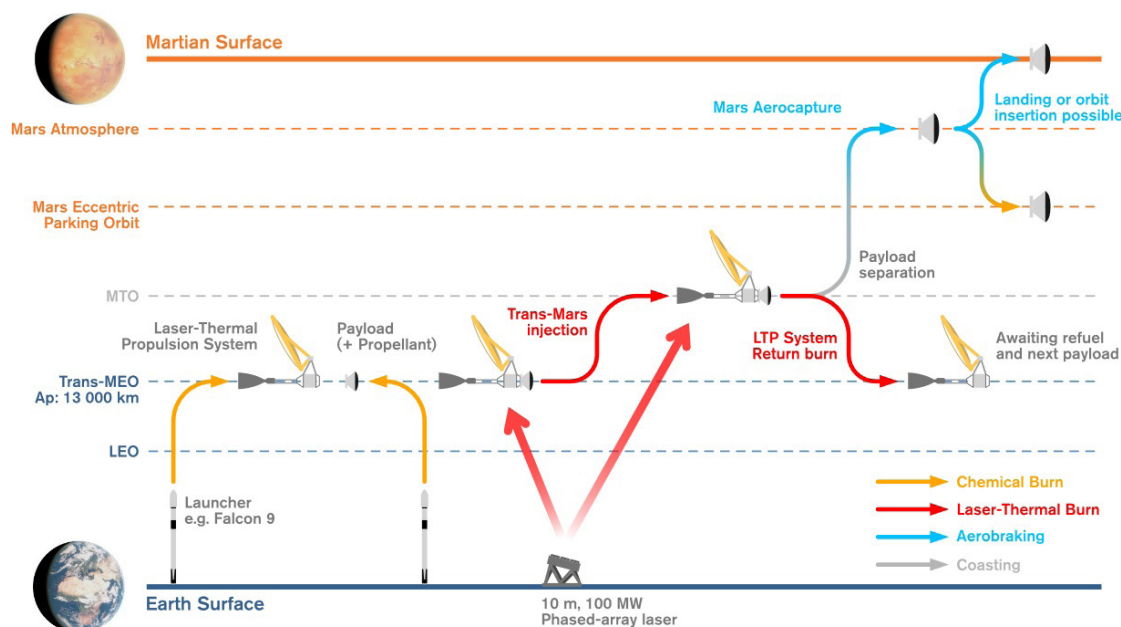 Martian Surface
Mars Aerocapture
Landing or orbit
insertion possible
Mars Atmosphere
Mars Eccentric
Parking Orbit
Payload
separation
MTO
Laser-Thermal
Propulsion System
Payload
(+ Propellant)
Trans-Mars
injection
LTP System
Return burn
Awaiting refuel
and next payload
Trans-MEO
Ap: 13 000 km
LEO
Launcher
e.g. Falcon 9
Chemical Burn
Laser-Thermal Burn
Aerobraking
Coasting
Earth Surface
10 m, 100 MW
Phased-array laser